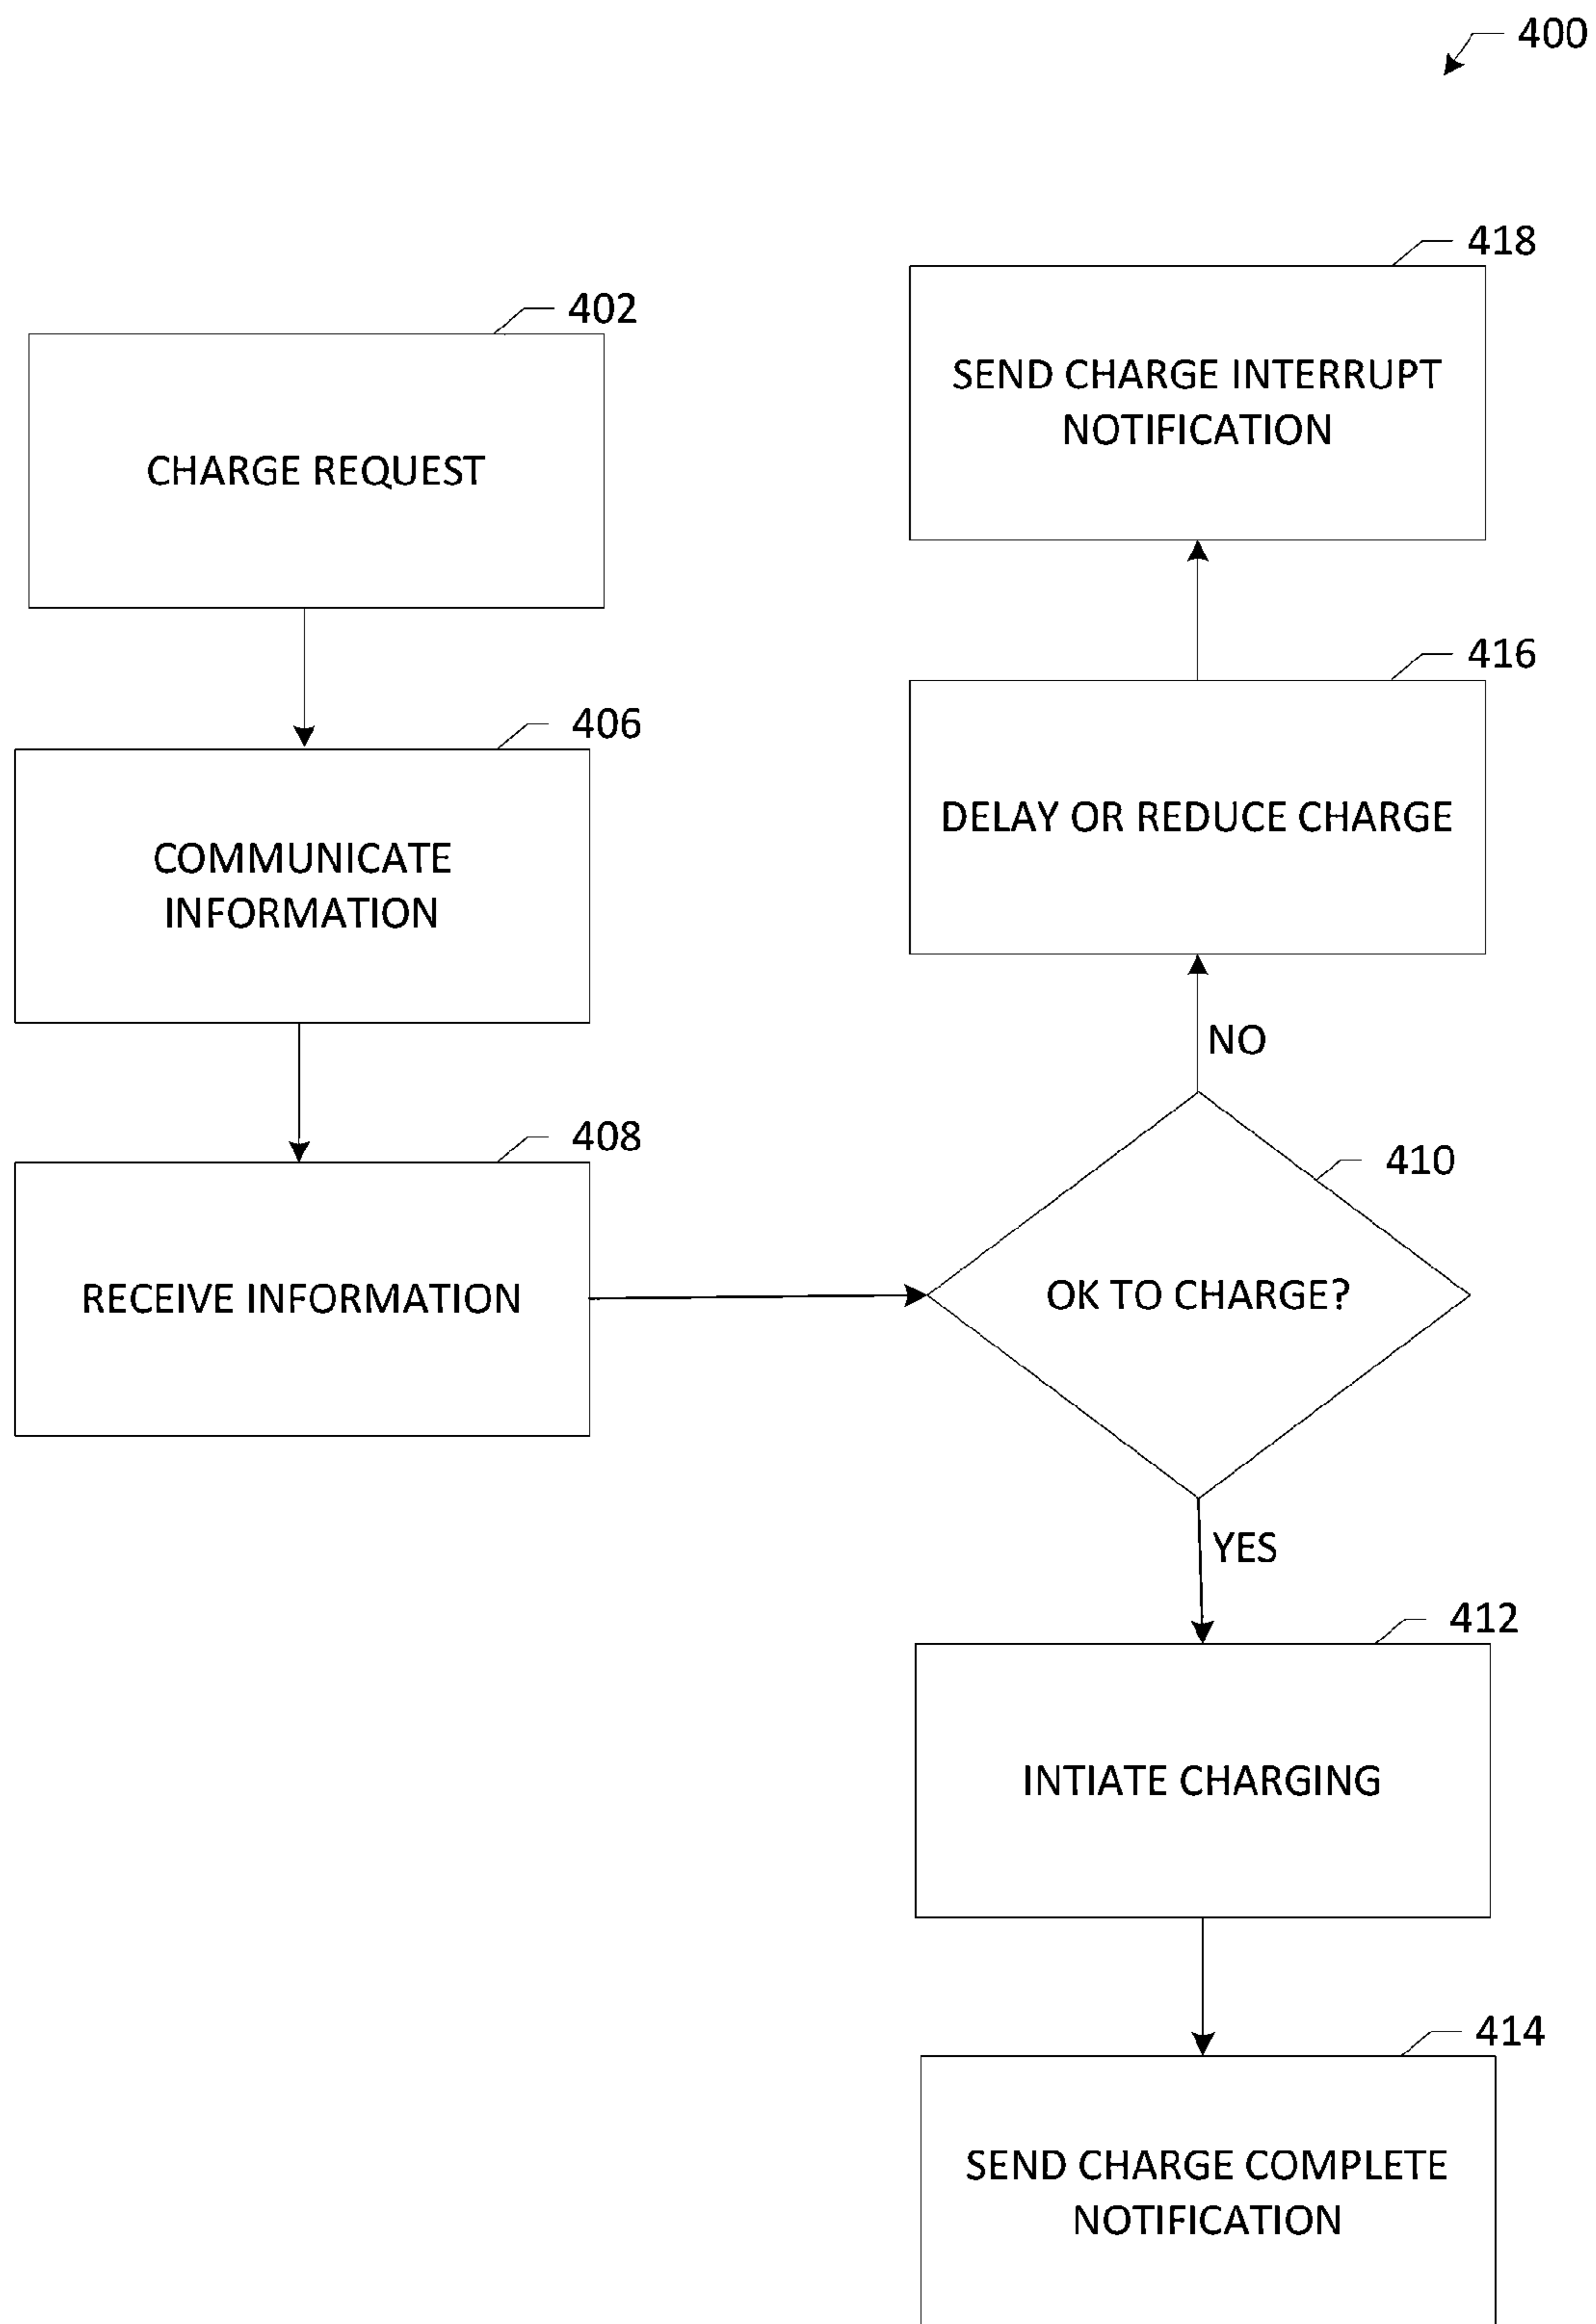 400
402
CHARGE REQUEST
406
COMMUNICATE
INFORMATION
408
RECEIVE INFORMATION
418
SEND CHARGE INTERRUPT
NOTIFICATION
416
DELAY OR REDUCE CHARGE
NO
410
OK TO CHARGE?
YES
412
INTIATE CHARGING
414
SEND CHARGE COMPLETE
NOTIFICATION